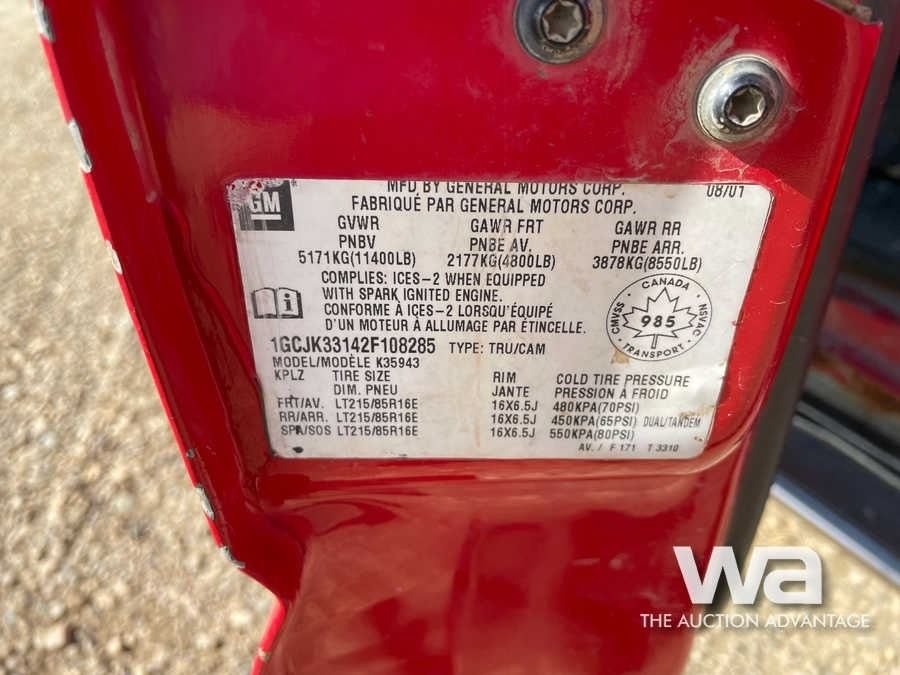 GM
MFD BY GENERAL MOTORS CORP. 08/01
FABRIQUÉ PAR GENERAL MOTORS CORP.
GVWR GAWR FRT GAWR RR
PNBV PNBE AV. PNBE ARR.
5171KG(11400LB) 2177KG(4800LB) 3878KG(8550LB)
COMPLIES: ICES-2 WHEN EQUIPPED
WITH SPARK IGNITED ENGINE.
CONFORME À ICES-2 LORSQU'ÉQUIPÉ
D'UN MOTEUR À ALLUMAGE PAR ÉTINCELLE.
CANADA
CMVSS 985 NSVAC
TRANSPORT
1GCJK33142F108285 TYPE: TRU/CAM
MODEL/MODÈLE K35943
KPLZ TIRE SIZE RIM COLD TIRE PRESSURE
DIM. PNEU JANTE PRESSION À FROID
FRT/AV. LT215/85R16E 16X6.5J 480KPA(70PSI)
RR/ARR. LT215/85R16E 16X6.5J 450KPA(65PSI) DUAL/TANDEM
SPA/SOS LT215/85R16E 16X6.5J 550KPA(80PSI)
AV. / F 171 T 3310
wa
THE AUCTION ADVANTAGE